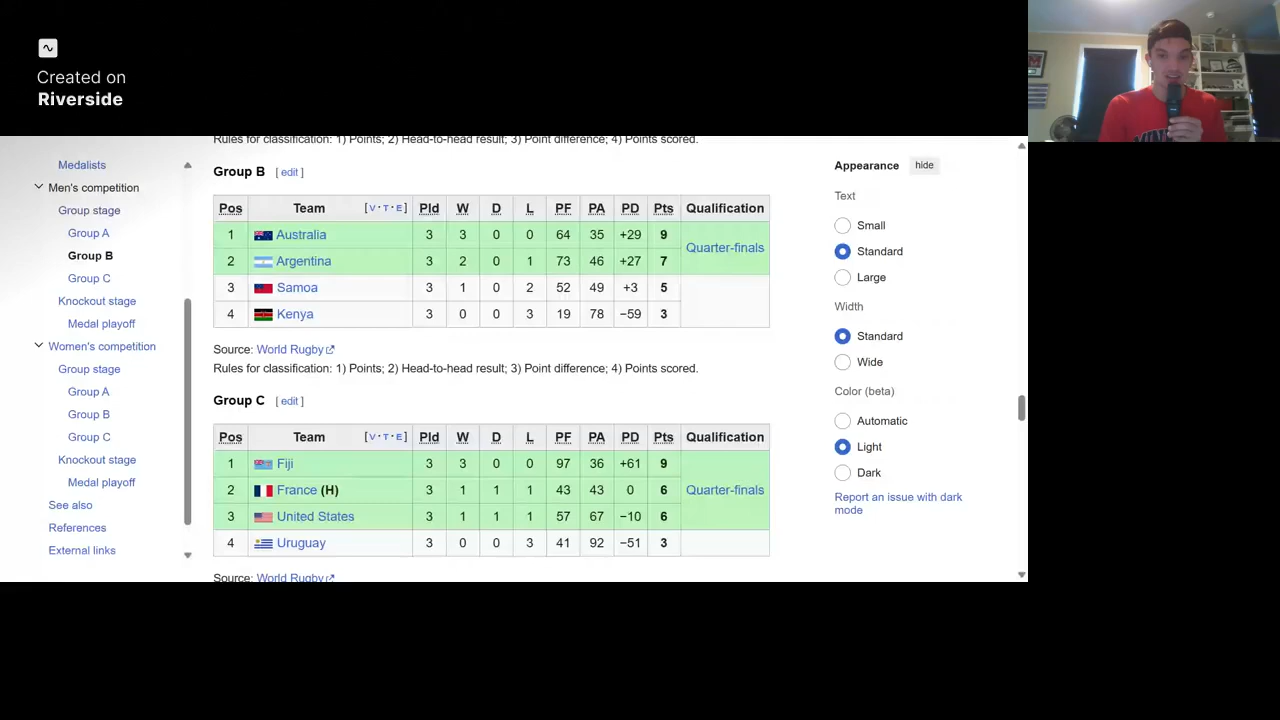 Created on
Riverside
Rules for classification: 1) Points; 2) Head-to-head result; 3) Point difference; 4) Points scored.
Medalists
Men's competition
Group stage
Group A
Group B
Group C
Knockout stage
Medal playoff
Women's competition
Group stage
Group A
Group B
Group C
Knockout stage
Medal playoff
See also
References
External links
Group B [ edit ]
Pos Team [V·T·E] Pld W D L PF PA PD Pts Qualification
1 Australia 3 3 0 0 64 35 +29 9 Quarter-finals
2 Argentina 3 2 0 1 73 46 +27 7
3 Samoa 3 1 0 2 52 49 +3 5
4 Kenya 3 0 0 3 19 78 −59 3
Source: World Rugby
Rules for classification: 1) Points; 2) Head-to-head result; 3) Point difference; 4) Points scored.
Group C [ edit ]
Pos Team [V·T·E] Pld W D L PF PA PD Pts Qualification
1 Fiji 3 3 0 0 97 36 +61 9 Quarter-finals
2 France (H) 3 1 1 1 43 43 0 6
3 United States 3 1 1 1 57 67 −10 6
4 Uruguay 3 0 0 3 41 92 −51 3
Source: World Rugby
Appearance hide
Text
Small
Standard
Large
Width
Standard
Wide
Color (beta)
Automatic
Light
Dark
Report an issue with dark
mode